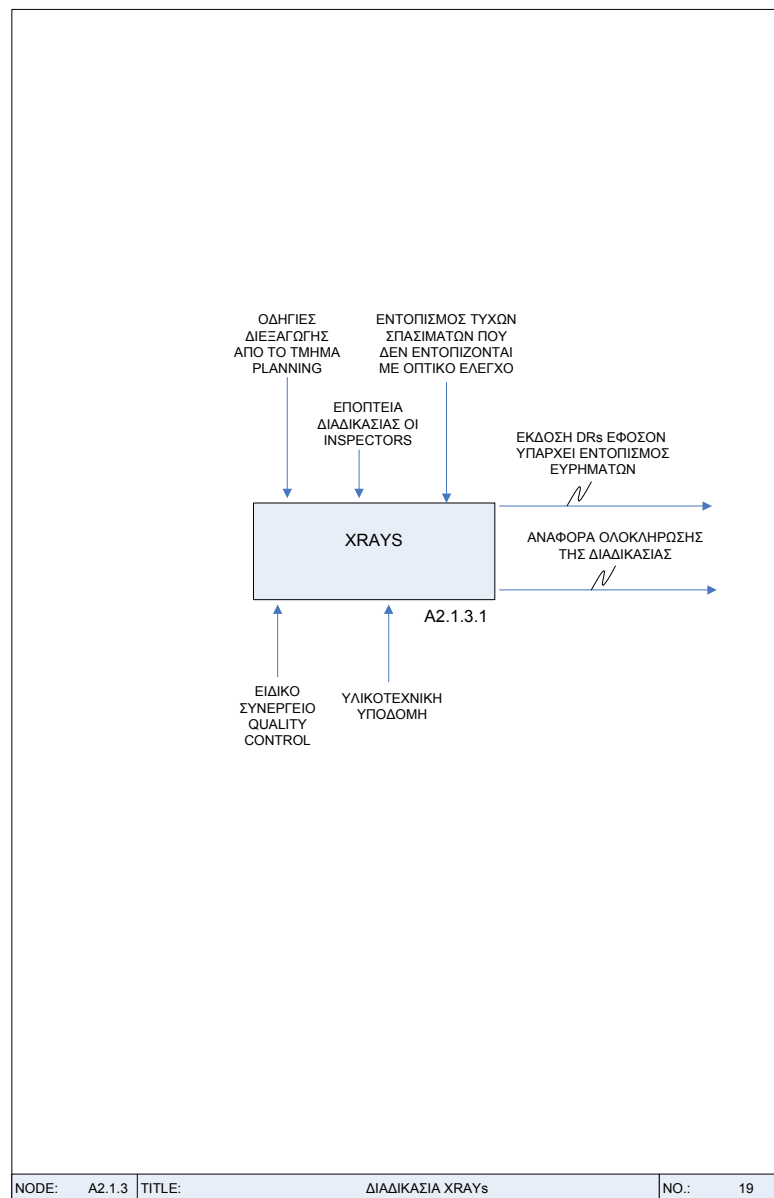 ΟΔΗΓΙΕΣ
ΔΙΕΞΑΓΩΓΗΣ
ΑΠΟ ΤΟ ΤΜΗΜΑ
PLANNING
ΕΝΤΟΠΙΣΜΟΣ ΤΥΧΩΝ
ΣΠΑΣΙΜΑΤΩΝ ΠΟΥ
ΔΕΝ ΕΝΤΟΠΙΖΟΝΤΑΙ
ΜΕ ΟΠΤΙΚΟ ΕΛΕΓΧΟ
ΕΠΟΠΤΕΙΑ
ΔΙΑΔΙΚΑΣΙΑΣ ΟΙ
INSPECTORS
ΕΚΔΟΣΗ DRs ΕΦΟΣΟΝ
ΥΠΑΡΧΕΙ ΕΝΤΟΠΙΣΜΟΣ
ΕΥΡΗΜΑΤΩΝ
XRAYS
ΑΝΑΦΟΡΑ ΟΛΟΚΛΗΡΩΣΗΣ
ΤΗΣ ΔΙΑΔΙΚΑΣΙΑΣ
A2.1.3.1
ΕΙΔΙΚΟ
ΣΥΝΕΡΓΕΙΟ
QUALITY
CONTROL
ΥΛΙΚΟΤΕΧΝΙΚΗ
ΥΠΟΔΟΜΗ
NODE: A2.1.3 TITLE: ΔΙΑΔΙΚΑΣΙΑ XRAYs NO.: 19